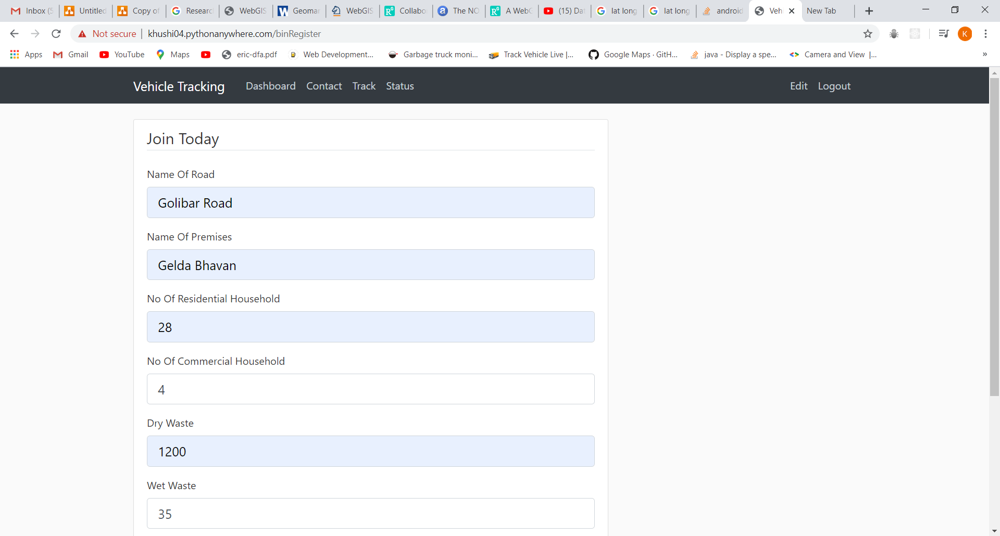 Inbox (5 Untitled Copy of Researc WebGIS Geomar WebGIS Collabo The NO A WebG (15) Dat lat long lat long android Veh New Tab
Not secure khushi04.pythonanywhere.com/binRegister K
Apps Gmail YouTube Maps eric-dfa.pdf Web Development... Garbage truck moni... Track Vehicle Live |... Google Maps · GitH... java - Display a spe... Camera and View |... »
Vehicle Tracking Dashboard Contact Track Status Edit Logout
Join Today
Name Of Road
Golibar Road
Name Of Premises
Gelda Bhavan
No Of Residential Household
28
No Of Commercial Household
4
Dry Waste
1200
Wet Waste
35